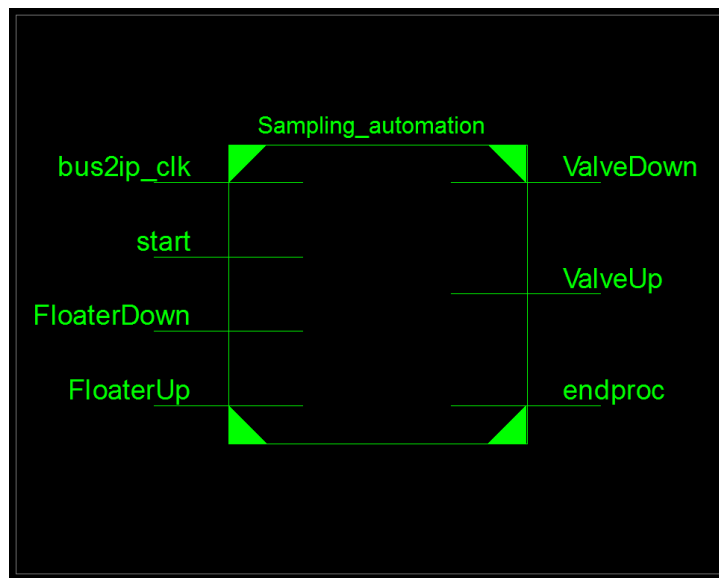 Sampling_automation
bus2ip_clk
ValveDown
start
ValveUp
FloaterDown
FloaterUp
endproc